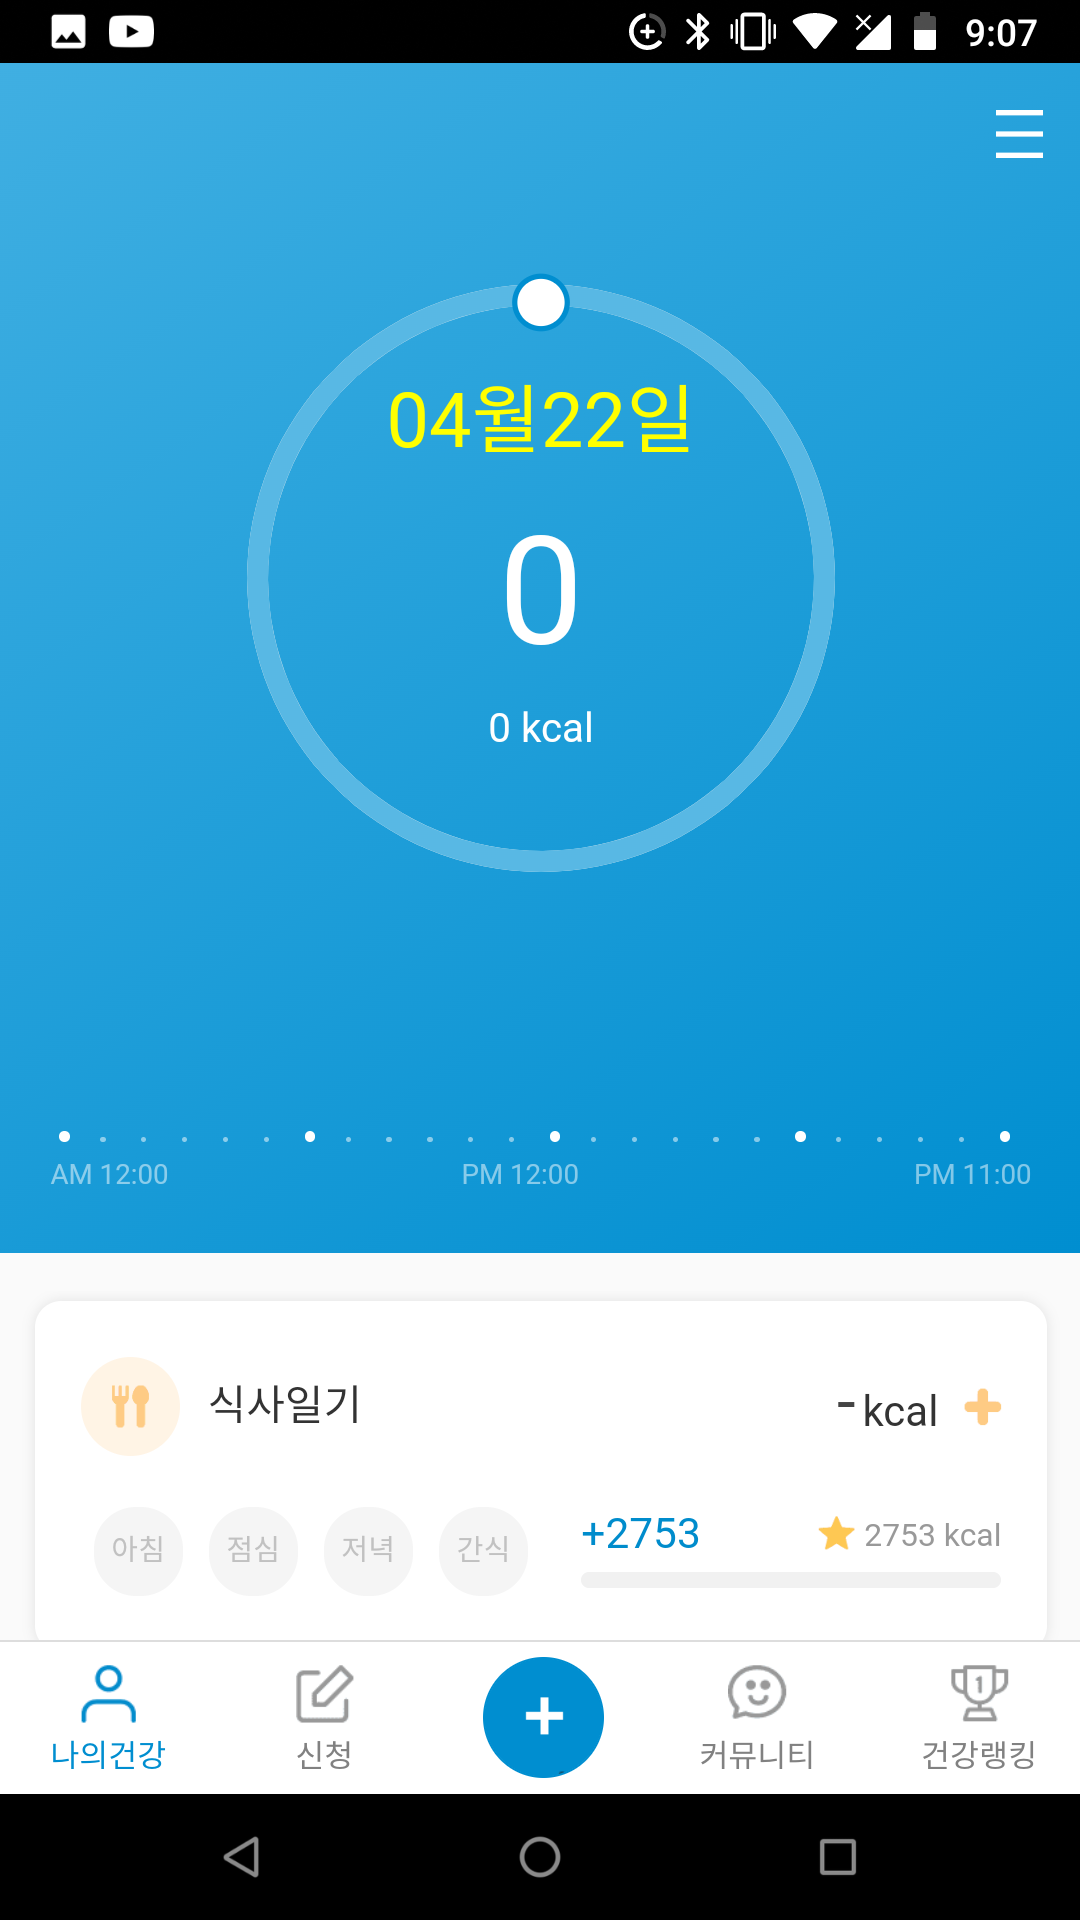 9:07
04월22일
0
0 kcal
AM 12:00 PM 12:00 PM 11:00
식사일기 -kcal
아침 점심 저녁 간식 +2753 2753 kcal
나의건강 신청 커뮤니티 건강랭킹